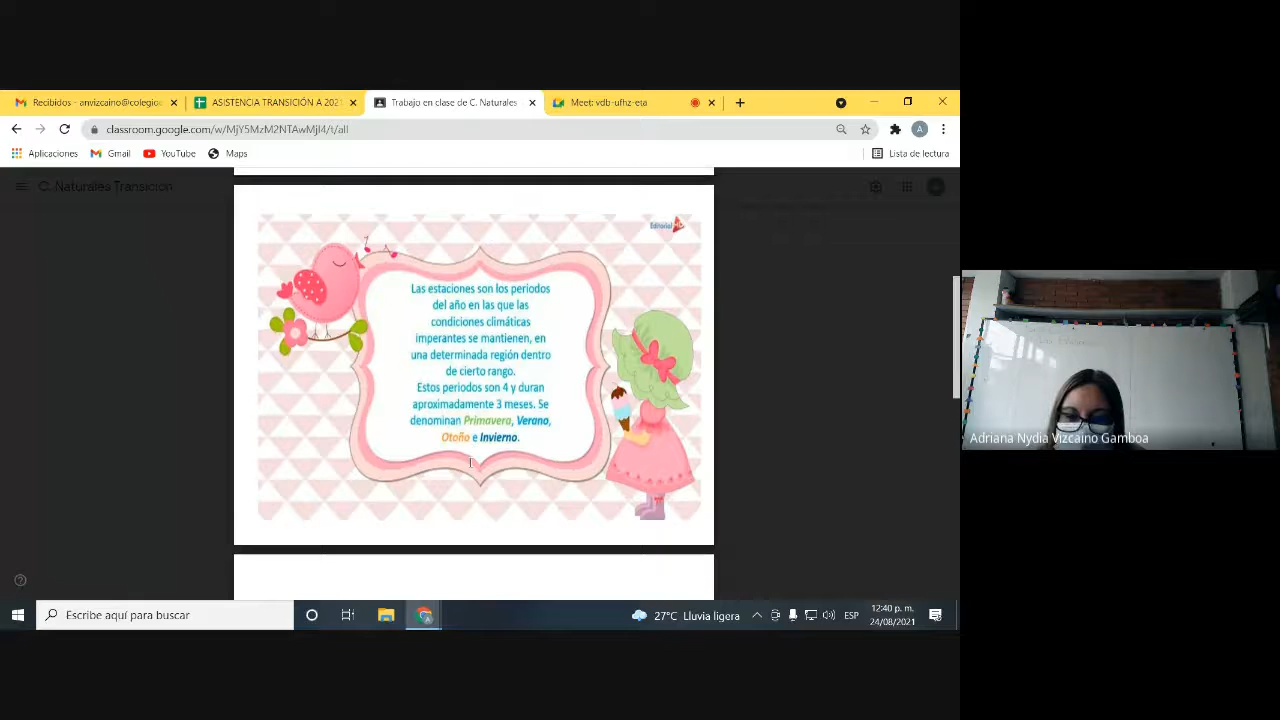 Recibidos - anvizcaino@colegio
ASISTENCIA TRANSICIÓN A 2021
Trabajo en clase de C. Naturales
Meet: vdb-ufhz-eta
classroom.google.com/w/MjY5MzM2NTAwMjI4/t/all
A
Aplicaciones
Gmail
YouTube
Maps
Lista de lectura
C. Naturales Transición
Editorial
Las estaciones son los periodos
del año en las que las
condiciones climáticas
imperantes se mantienen, en
una determinada región dentro
de cierto rango.
Estos periodos son 4 y duran
aproximadamente 3 meses. Se
denominan Primavera, Verano,
Otoño e Invierno.
Adriana Nydia Vizcaino Gamboa
Escribe aquí para buscar
27°C Lluvia ligera
ESP
12:40 p. m.
24/08/2021